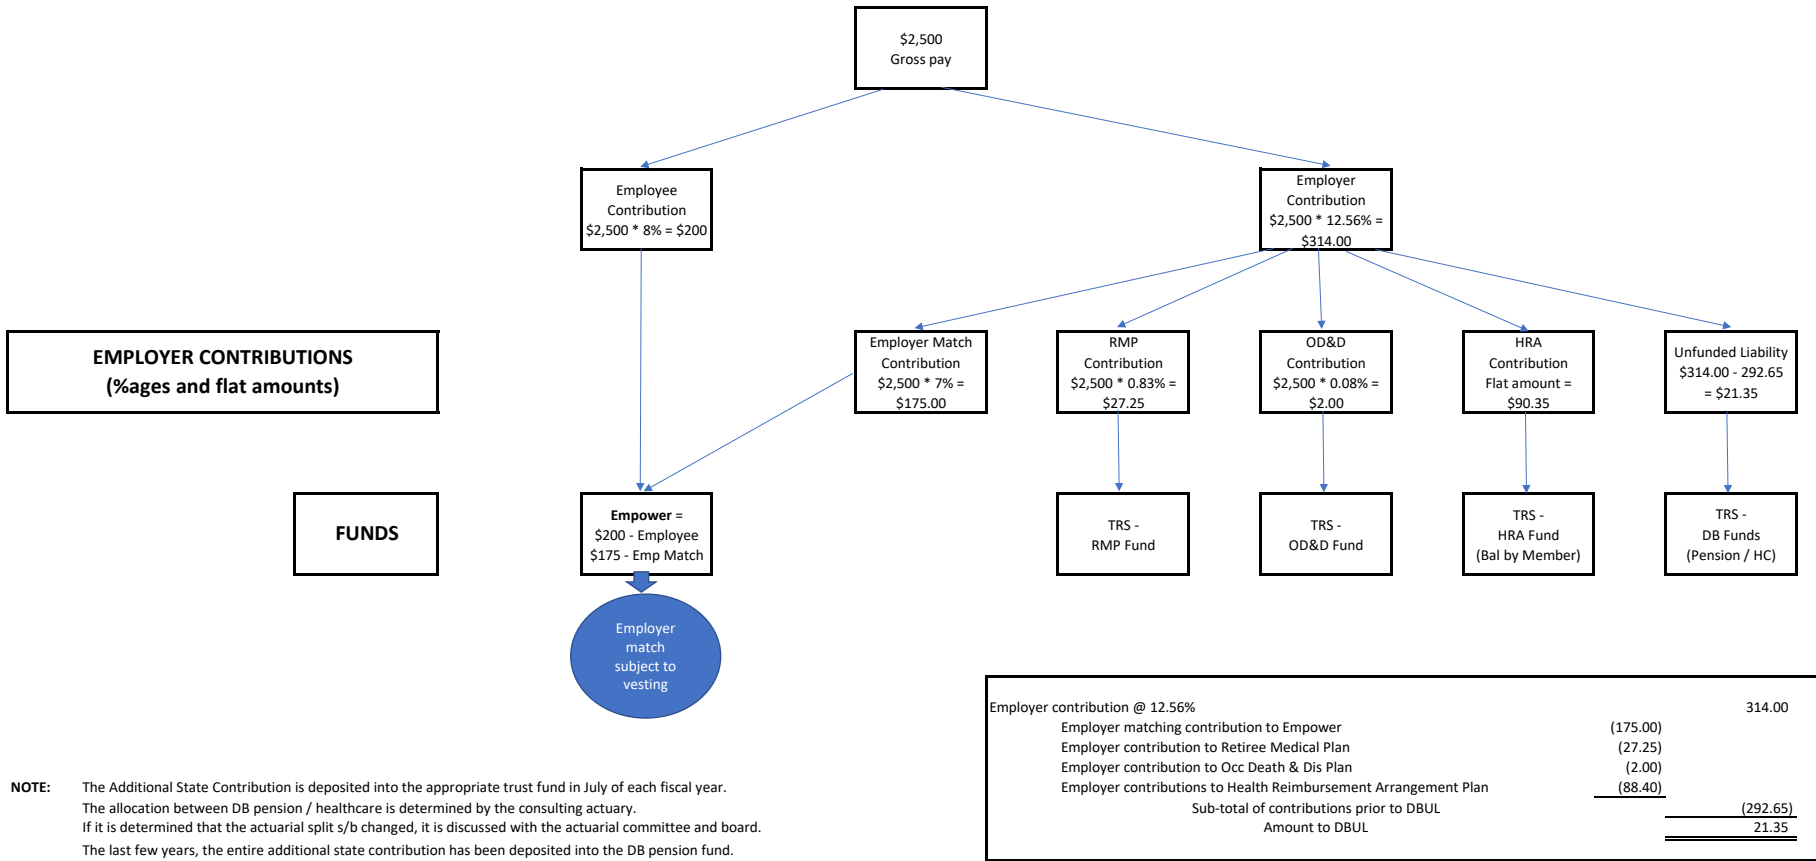 $2,500
Gross pay
Employee
Contribution
$2,500 * 8% = $200
Employer
Contribution
$2,500 * 12.56% =
$314.00
EMPLOYER CONTRIBUTIONS
(%ages and flat amounts)
Employer Match
Contribution
$2,500 * 7% =
$175.00
RMP
Contribution
$2,500 * 0.83% =
$27.25
OD&D
Contribution
$2,500 * 0.08% =
$2.00
HRA
Contribution
Flat amount =
$90.35
Unfunded Liability
$314.00 - 292.65
= $21.35
FUNDS
Empower =
$200 - Employee
$175 - Emp Match
TRS -
RMP Fund
TRS -
OD&D Fund
TRS -
HRA Fund
(Bal by Member)
TRS -
DB Funds
(Pension / HC)
Employer
match
subject to
vesting
Employer contribution @ 12.56% 314.00
Employer matching contribution to Empower (175.00)
Employer contribution to Retiree Medical Plan (27.25)
Employer contribution to Occ Death & Dis Plan (2.00)
Employer contributions to Health Reimbursement Arrangement Plan (88.40)
Sub-total of contributions prior to DBUL (292.65)
Amount to DBUL 21.35
NOTE: The Additional State Contribution is deposited into the appropriate trust fund in July of each fiscal year.
The allocation between DB pension / healthcare is determined by the consulting actuary.
If it is determined that the actuarial split s/b changed, it is discussed with the actuarial committee and board.
The last few years, the entire additional state contribution has been deposited into the DB pension fund.